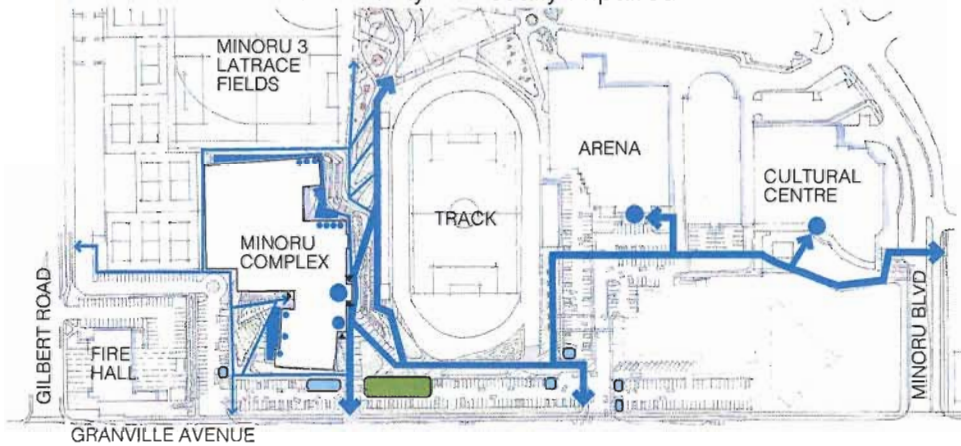 MINORU 3
LATRACE
FIELDS
ARENA
CULTURAL
CENTRE
TRACK
MINORU
COMPLEX
GILBERT ROAD
FIRE
HALL
MINORU BLVD
GRANVILLE AVENUE